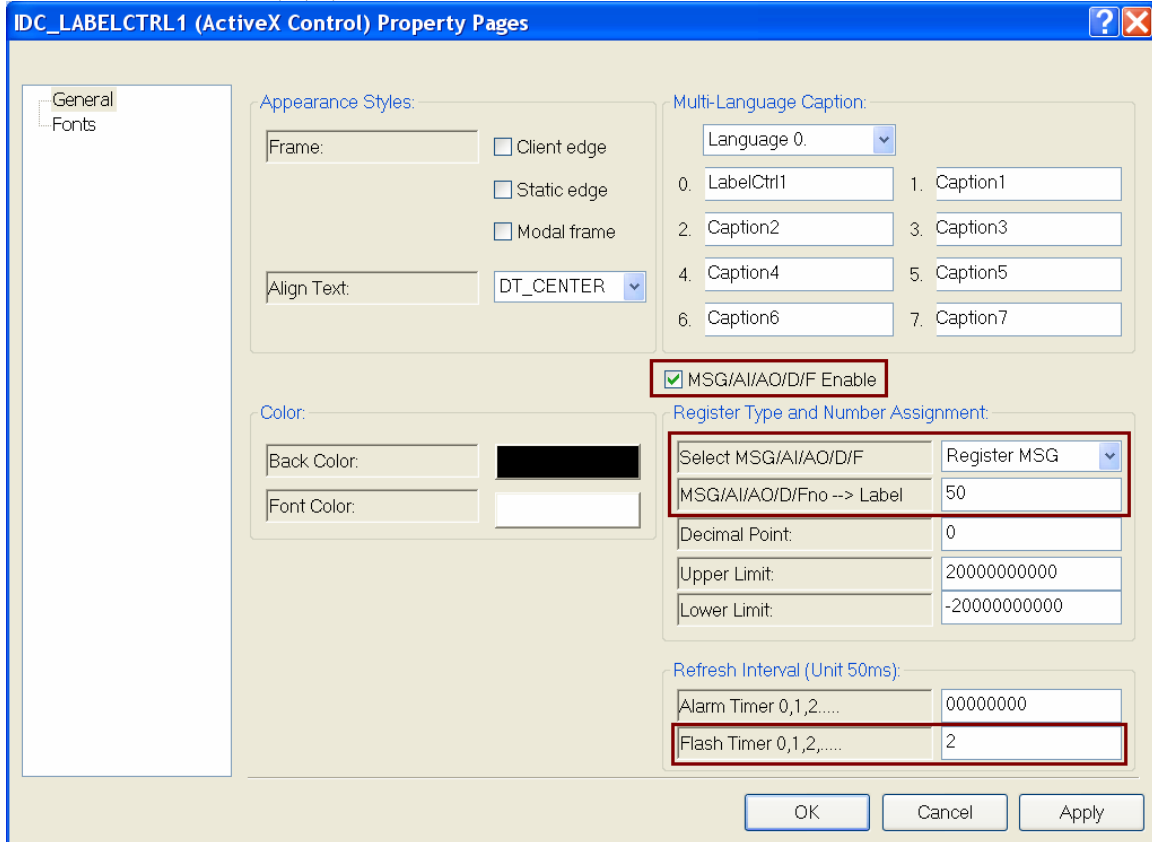 IDC_LABELCTRL1 (ActiveX Control) Property Pages
General
Fonts
Appearance Styles:
Frame:
Client edge
Static edge
Modal frame
Align Text:
DT_CENTER
Multi-Language Caption:
Language 0.
0. LabelCtrl1 1. Caption1
2. Caption2 3. Caption3
4. Caption4 5. Caption5
6. Caption6 7. Caption7
MSG/AI/AO/D/F Enable
Color:
Back Color:
Font Color:
Register Type and Number Assignment:
Select MSG/AI/AO/D/F Register MSG
MSG/AI/AO/D/Fno --> Label 50
Decimal Point: 0
Upper Limit: 20000000000
Lower Limit: -20000000000
Refresh Interval (Unit 50ms):
Alarm Timer 0,1,2..... 00000000
Flash Timer 0,1,2,..... 2
OK Cancel Apply